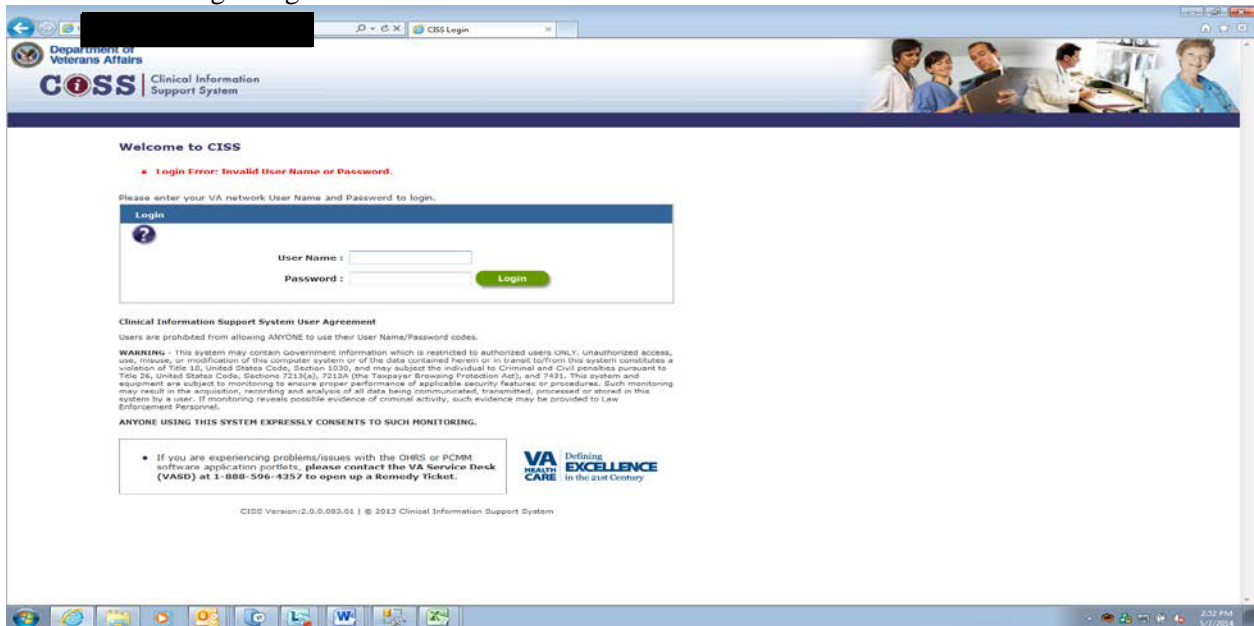 CISS Login
Department of
Veterans Affairs
CISS Clinical Information
Support System
Welcome to CISS
Login Error: Invalid User Name or Password.
Please enter your VA network User Name and Password to login.
Login
?
User Name :
Password :
Login
Clinical Information Support System User Agreement
Users are prohibited from allowing ANYONE to use their User Name/Password codes.
WARNING - This system may contain Government information which is restricted to authorized users ONLY. Unauthorized access,
use, misuse, or modification of this computer system or of the data contained herein or in transit to/from this system constitutes a
violation of Title 18, United States Code, Section 1030, and may subject the individual to Criminal and Civil penalties pursuant to
Title 26, United States Code, Sections 7213(a), 7213A (the Taxpayer Browsing Protection Act), and 7431. This system and
equipment are subject to monitoring to ensure proper performance of applicable security features or procedures. Such monitoring
may result in the acquisition, recording and analysis of all data being communicated, transmitted, processed or stored in this
system by a user. If monitoring reveals possible evidence of criminal activity, such evidence may be provided to Law
Enforcement Personnel.
ANYONE USING THIS SYSTEM EXPRESSLY CONSENTS TO SUCH MONITORING.
If you are experiencing problems/issues with the OHRS or PCMM
software application portlets, please contact the VA Service Desk
(VASD) at 1-888-596-4357 to open up a Remedy Ticket.
VA
HEALTH
CARE
Defining
EXCELLENCE
in the 21st Century
CISS Version:2.0.0.083.01 | © 2013 Clinical Information Support System
2:52 PM
5/7/2014